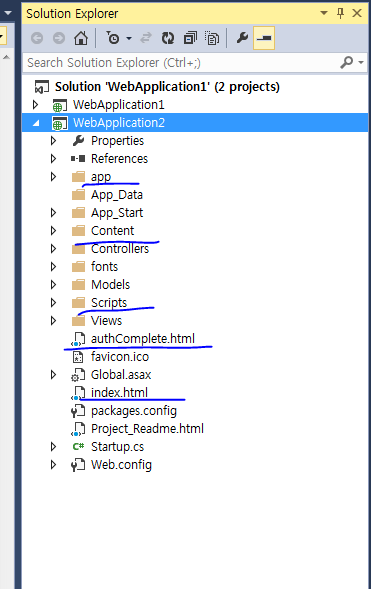 Solution Explorer
Search Solution Explorer (Ctrl+;)
Solution 'WebApplication1' (2 projects)
WebApplication1
WebApplication2
Properties
References
app
App_Data
App_Start
Content
Controllers
fonts
Models
Scripts
Views
authComplete.html
favicon.ico
Global.asax
index.html
packages.config
Project_Readme.html
C# Startup.cs
Web.config